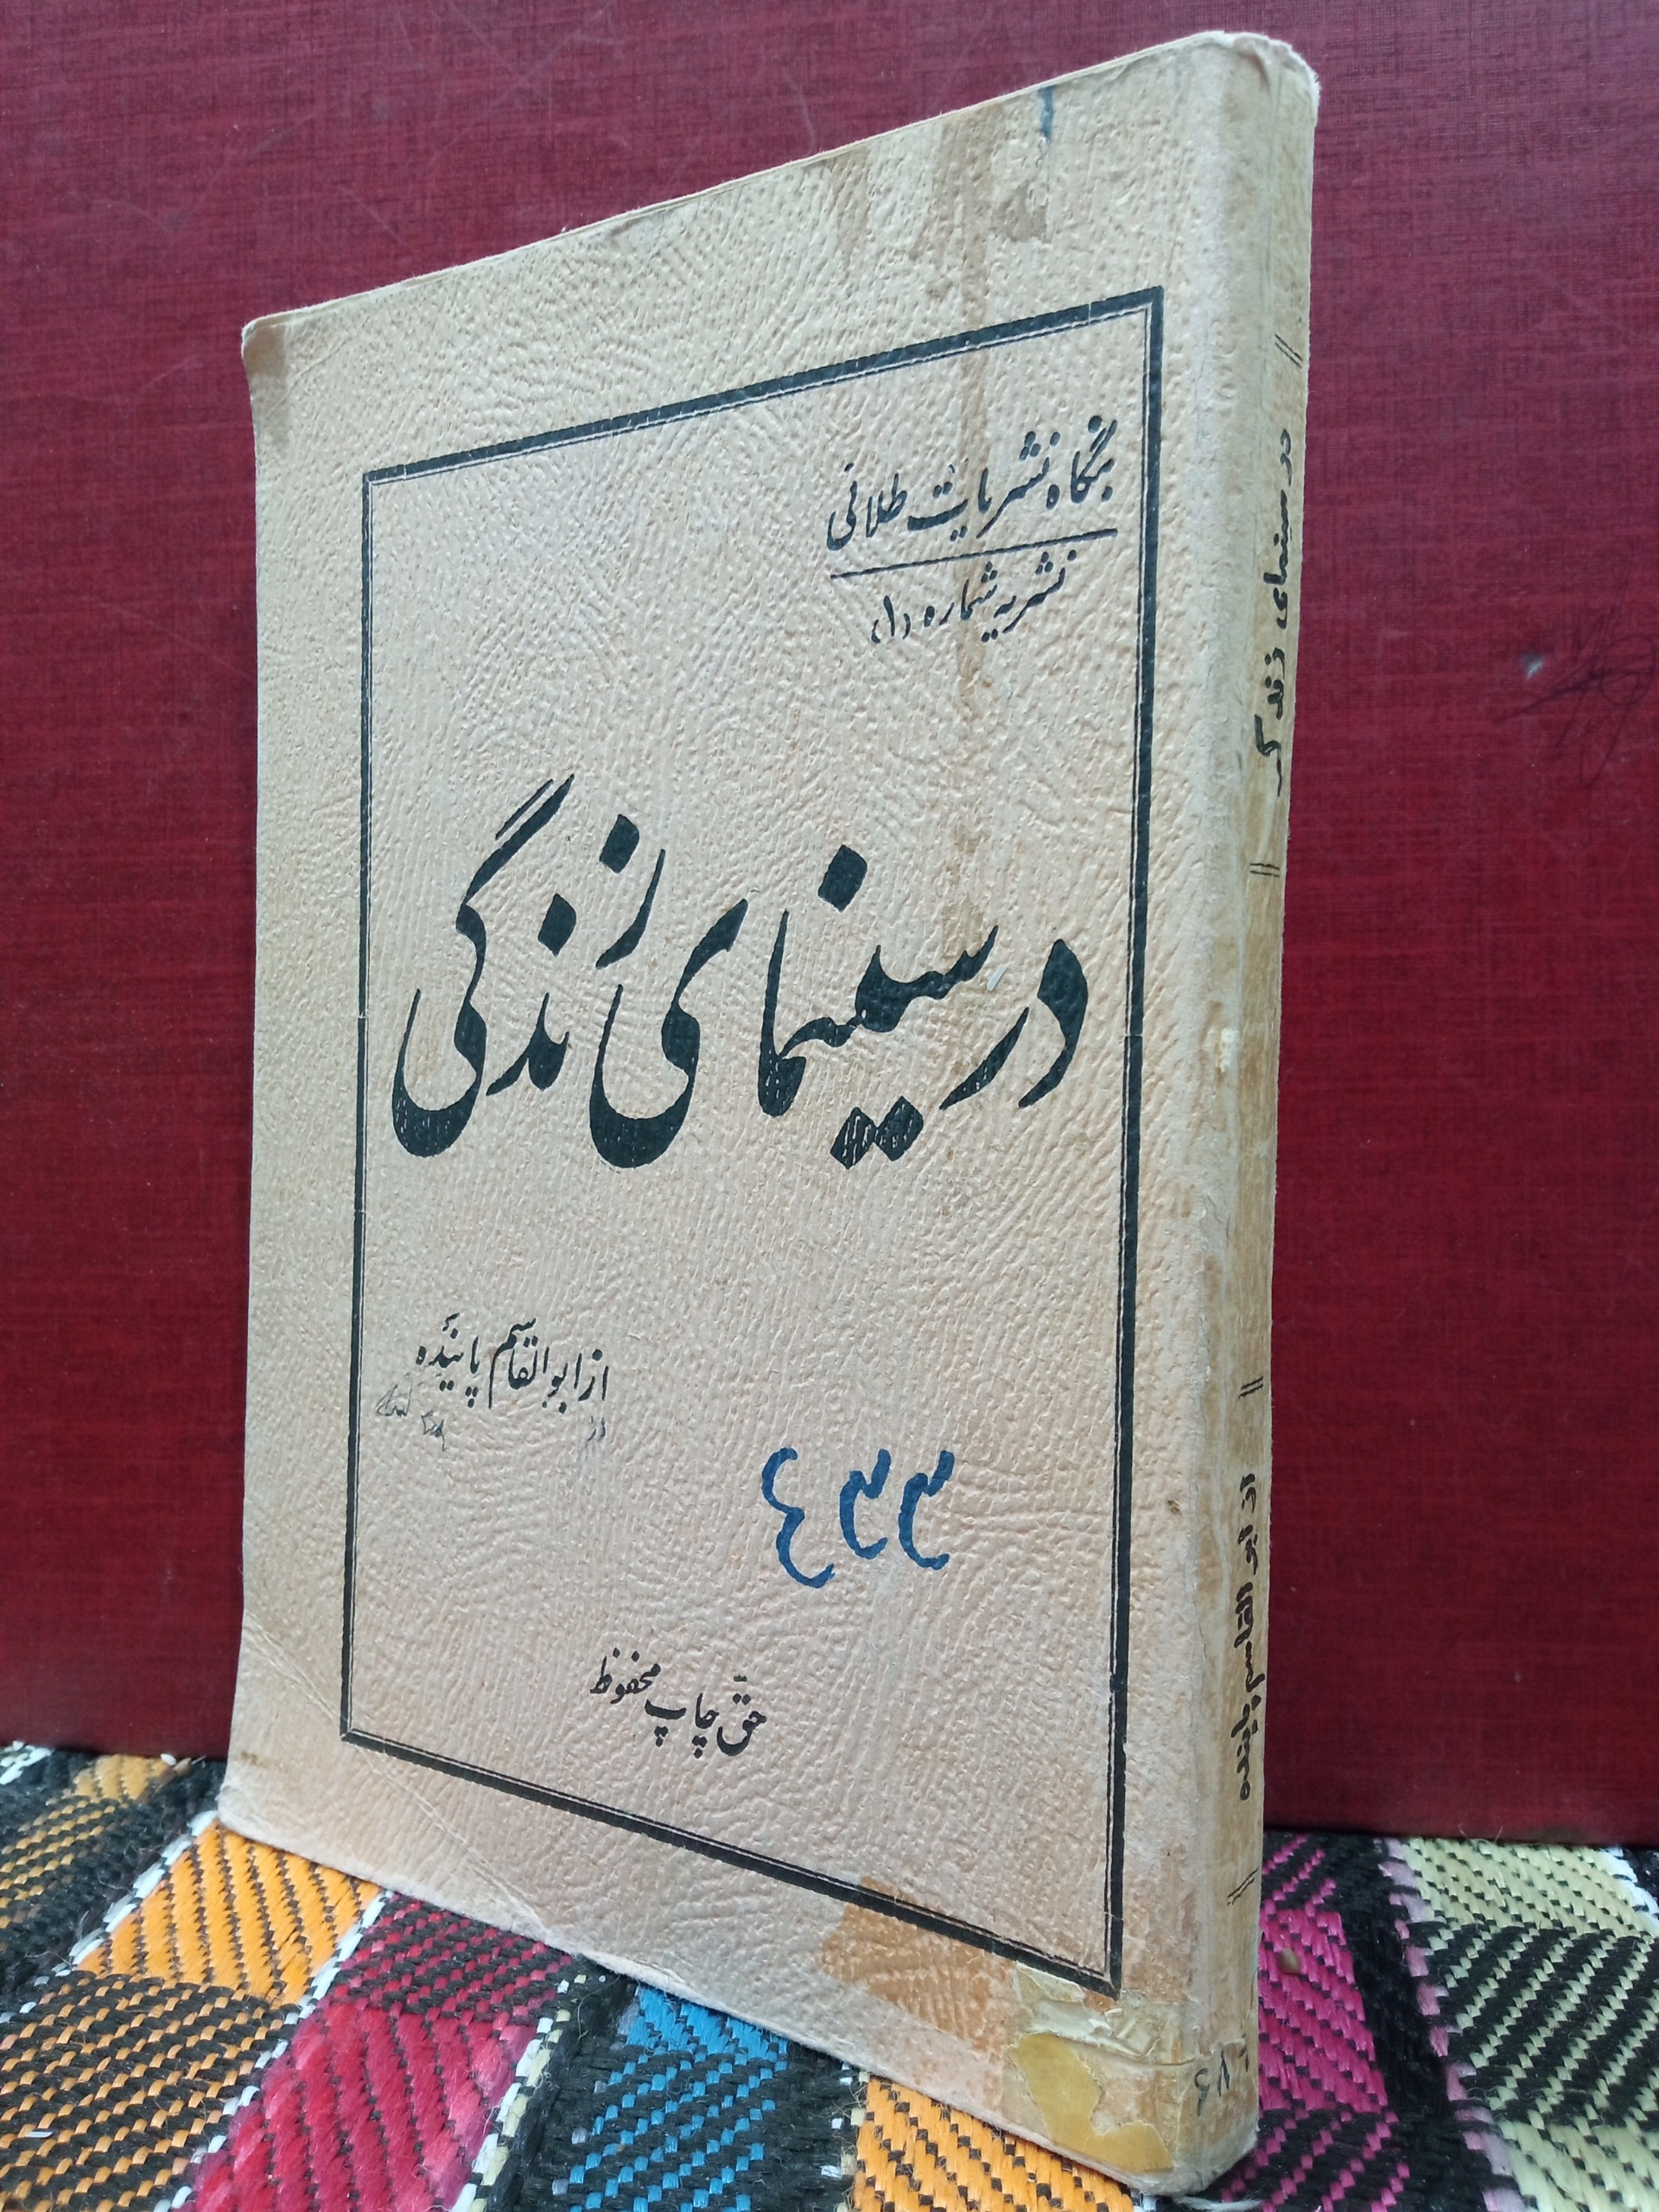 بنگاه نشریات طلائی
نشریه شماره (۱)
در سینمای زندگی
از ابوالقاسم پاینده
حق چاپ محفوظ
در سینمای زندگی
از ابوالقاسم پاینده